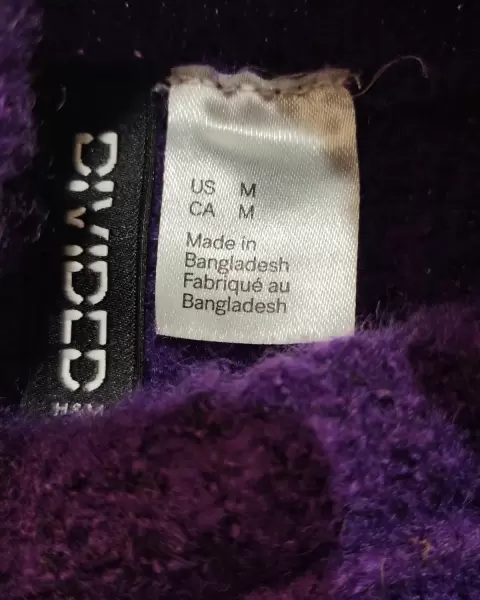 DIVIDED
H&M
US M
CA M
Made in
Bangladesh
Fabriqué au
Bangladesh